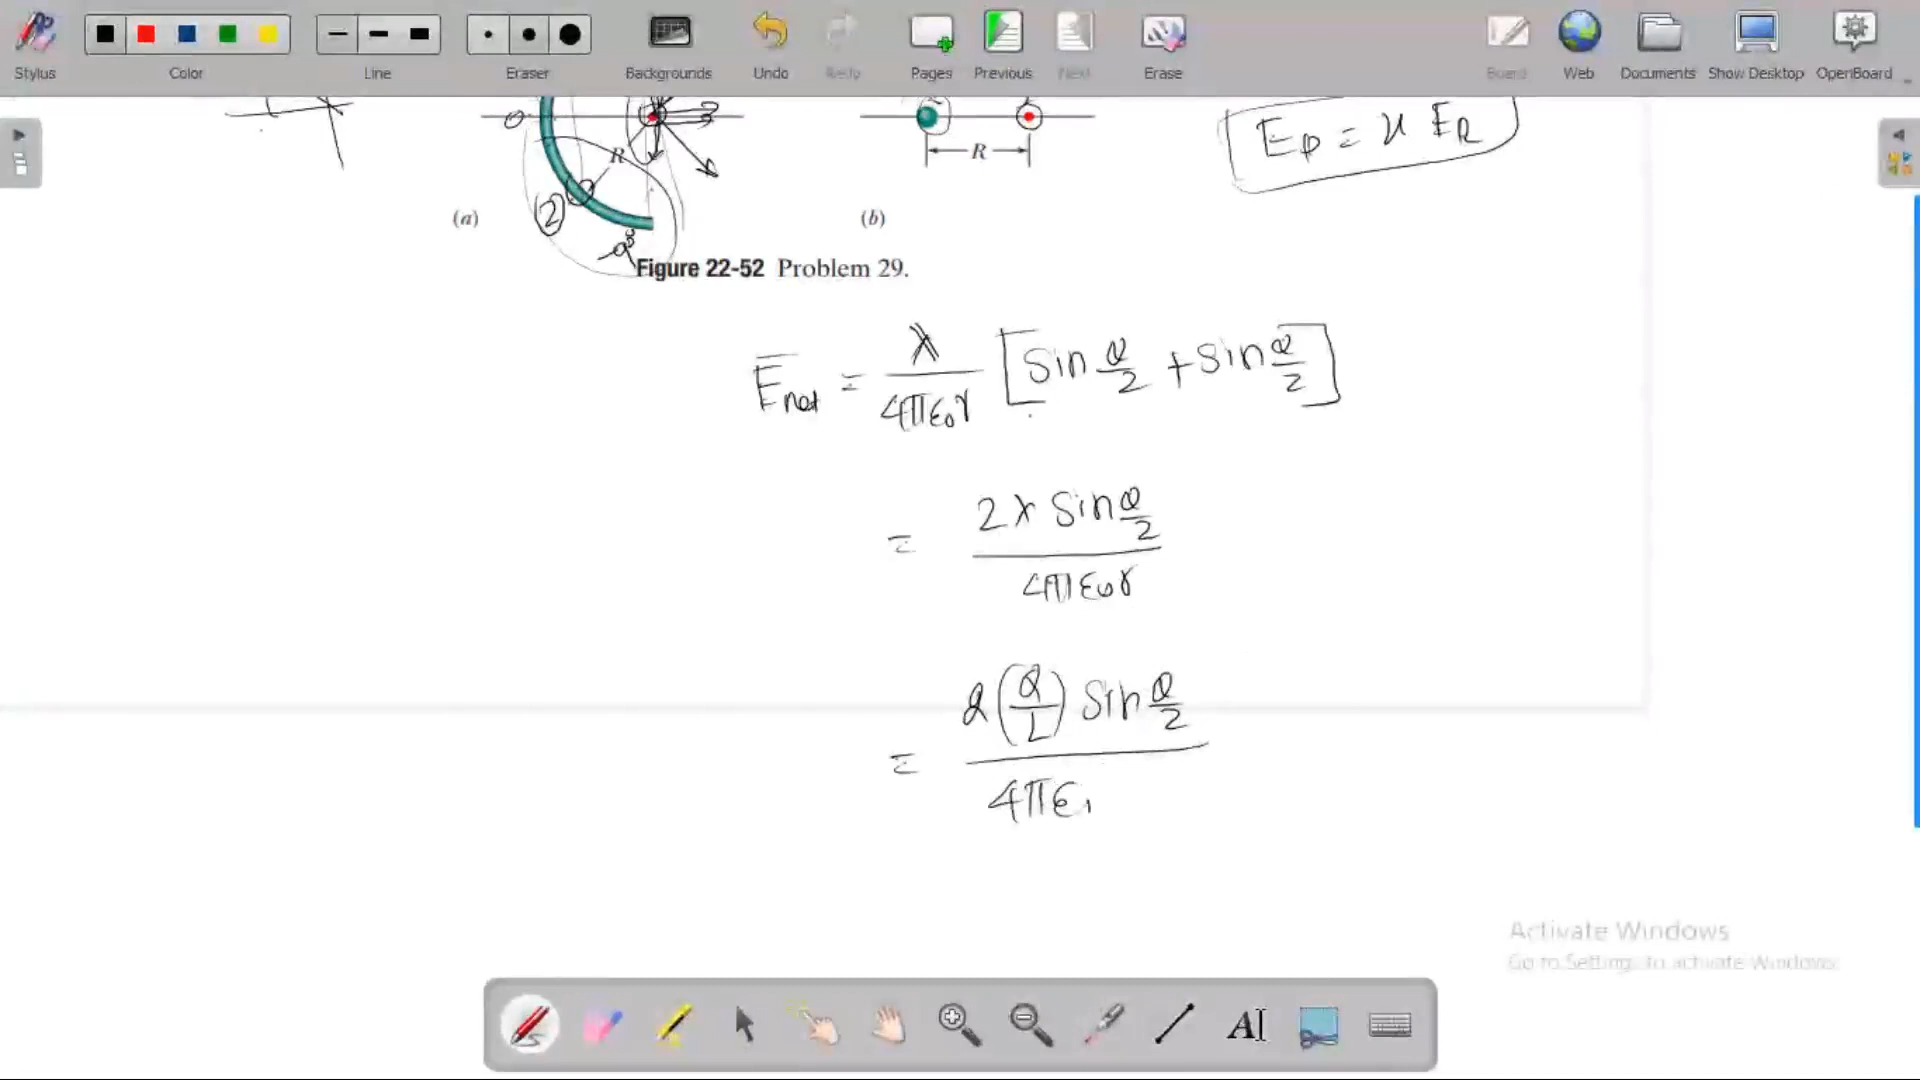 Stylus Color Line Eraser Backgrounds Undo Redo Pages Previous Next Erase Board Web Documents Show Desktop OpenBoard
R
R
E_p = x E_R
②
(a)
(b)
Figure 22-52 Problem 29.
E_net = λ / 4πε₀r [Sin θ/2 + Sin θ/2]
= 2λ Sin θ/2 / 4πε₀r
= 2(Q/L) Sin θ/2 / 4πε
Activate Windows
Go to Settings to activate Windows.